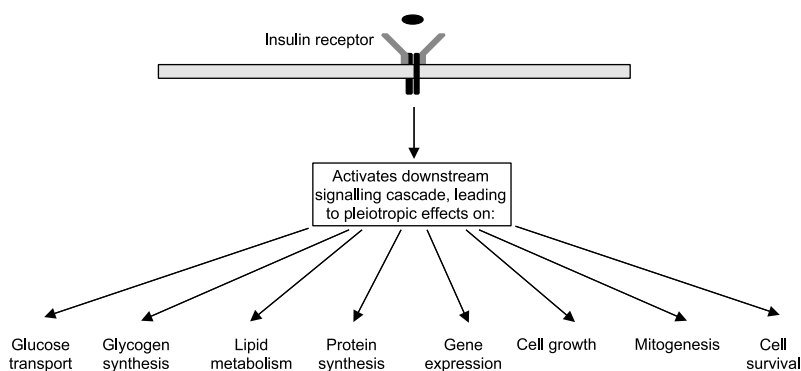 Insulin receptor
Activates downstream
signalling cascade, leading
to pleiotropic effects on:
Glucose
transport
Glycogen
synthesis
Lipid
metabolism
Protein
synthesis
Gene
expression
Cell growth
Mitogenesis
Cell
survival